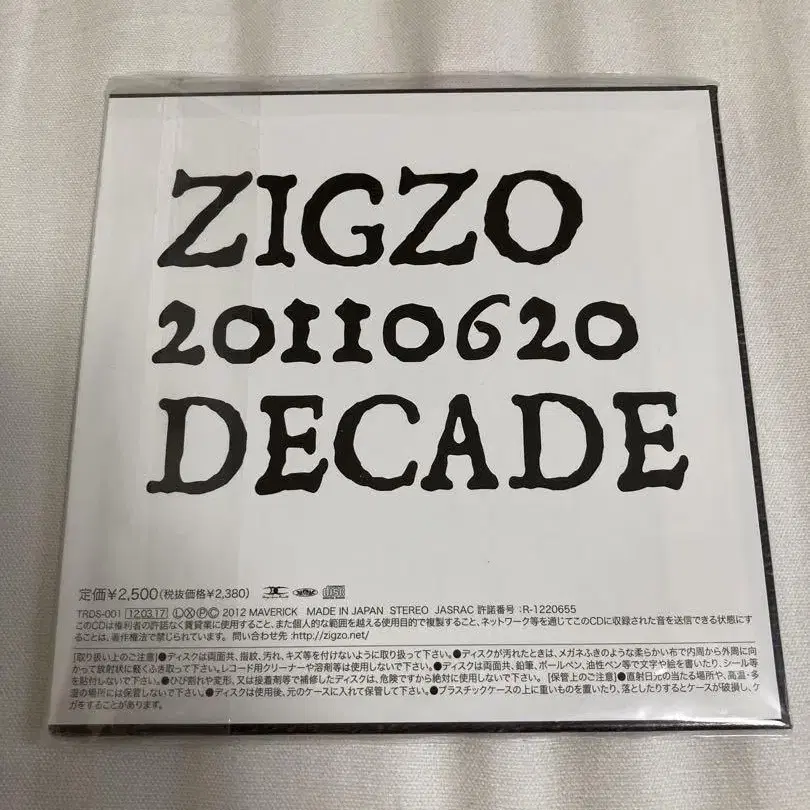 ZIGZO
20110620
DECADE
定価¥2,500(税抜価格¥2,380)
TRDS-001 12.03.17 ⓁⓍⓅⒸ 2012 MAVERICK MADE IN JAPAN STEREO JASRAC 許諾番号:R-1220655
このCDは権利者の許諾なく賃貸業に使用すること、また個人的な範囲を越える使用目的で複製すること、ネットワーク等を通じてこのCDに収録された音を送信できる状態にす
ることは、著作権法で禁じられています。問い合わせ先 :http://zigzo.net/
[取り扱い上のご注意]●ディスクは両面共、指紋、汚れ、キズ等を付けないように取り扱って下さい。●ディスクが汚れたときは、メガネふきのような柔らかい布で内周から外周に向
かって放射状に軽くふき取って下さい。レコード用クリーナーや溶剤等は使用しないで下さい。●ディスクは両面共、鉛筆、ボールペン、油性ペン等で文字や絵を書いたり、シール等
を貼付しないで下さい。●ひび割れや変形、又は接着剤等で補修したディスクは、危険ですから絶対に使用しないで下さい。[保管上のご注意]●直射日光の当たる場所や、高温・多
湿の場所には保管しないで下さい。●ディスクは使用後、元のケースに入れて保管して下さい。●プラスチックケースの上に重いものを置いたり、落としたりするとケースが破損し、ケ
ガをすることがあります。